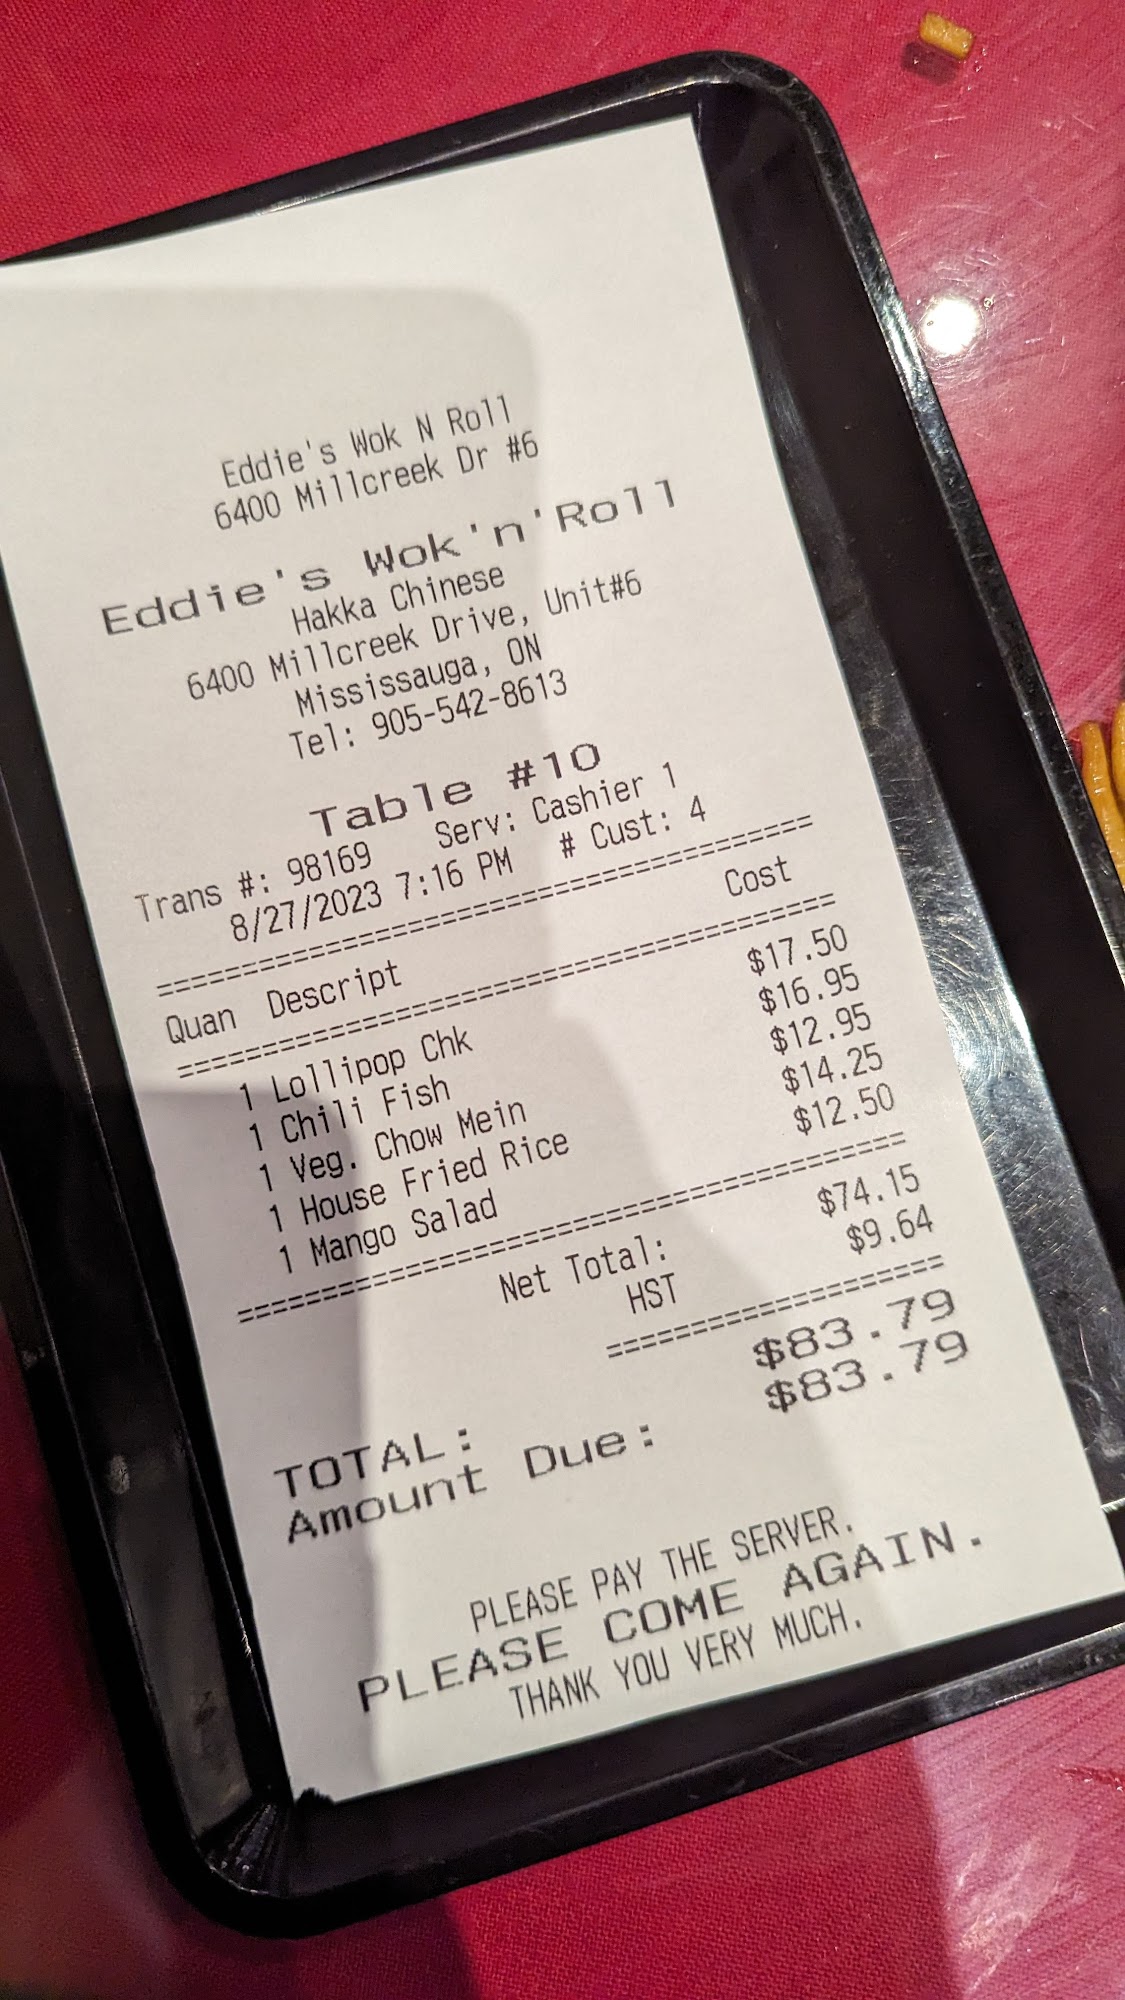 Eddie's Wok N Roll
6400 Millcreek Dr #6
Eddie's Wok'n'Roll
Hakka Chinese
6400 Millcreek Drive, Unit#6
Mississauga, ON
Tel: 905-542-8613
Table #10
Trans #: 98169 Serv: Cashier 1
8/27/2023 7:16 PM # Cust: 4
================================================
Quan Descript Cost
================================================
1 Lollipop Chk $17.50
1 Chili Fish $16.95
1 Veg. Chow Mein $12.95
1 House Fried Rice $14.25
1 Mango Salad $12.50
================================================
Net Total: $74.15
HST $9.64
========================
TOTAL: $83.79
Amount Due: $83.79
PLEASE PAY THE SERVER.
PLEASE COME AGAIN.
THANK YOU VERY MUCH.